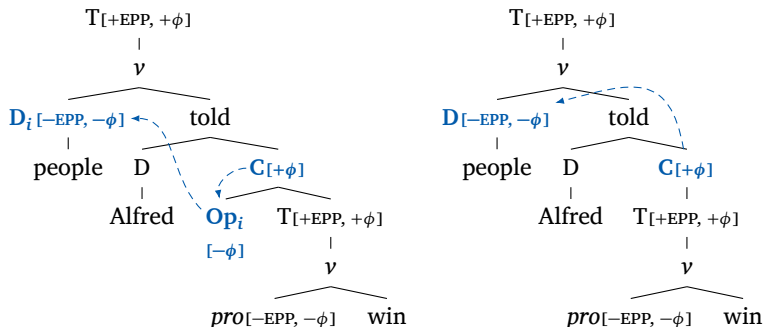 T[+EPP, +ϕ] T[+EPP, +ϕ]
v v
D_i [−EPP, −ϕ] told D[−EPP, −ϕ] told
people D C[+ϕ] people D C[+ϕ]
Alfred Op_i T[+EPP, +ϕ] Alfred T[+EPP, +ϕ]
[−ϕ]
v v
pro[−EPP, −ϕ] win pro[−EPP, −ϕ] win